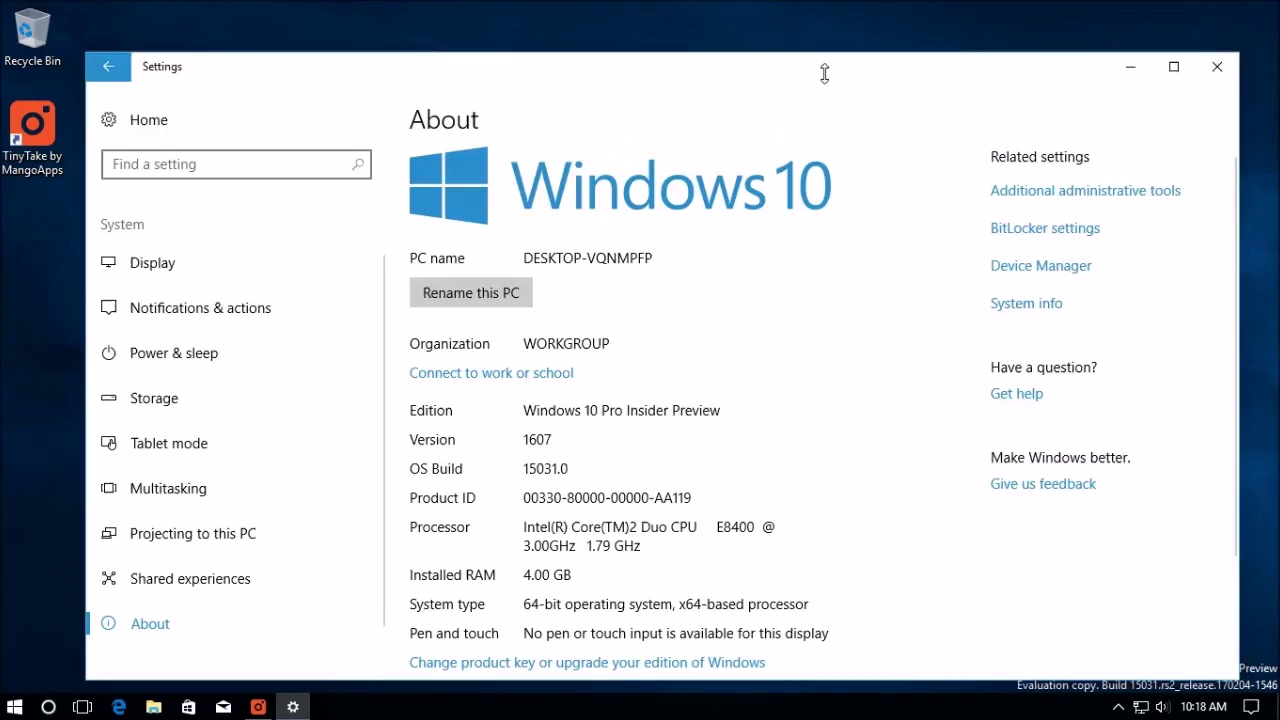 Recycle Bin
TinyTake by
MangoApps
Settings
Home
Find a setting
System
Display
Notifications & actions
Power & sleep
Storage
Tablet mode
Multitasking
Projecting to this PC
Shared experiences
About
About
Windows 10
PC name DESKTOP-VQNMPFP
Rename this PC
Organization WORKGROUP
Connect to work or school
Edition Windows 10 Pro Insider Preview
Version 1607
OS Build 15031.0
Product ID 00330-80000-00000-AA119
Processor Intel(R) Core(TM)2 Duo CPU E8400 @
3.00GHz 1.79 GHz
Installed RAM 4.00 GB
System type 64-bit operating system, x64-based processor
Pen and touch No pen or touch input is available for this display
Change product key or upgrade your edition of Windows
Related settings
Additional administrative tools
BitLocker settings
Device Manager
System info
Have a question?
Get help
Make Windows better.
Give us feedback
Preview
Evaluation copy. Build 15031.rs2_release.170204-1546
10:18 AM